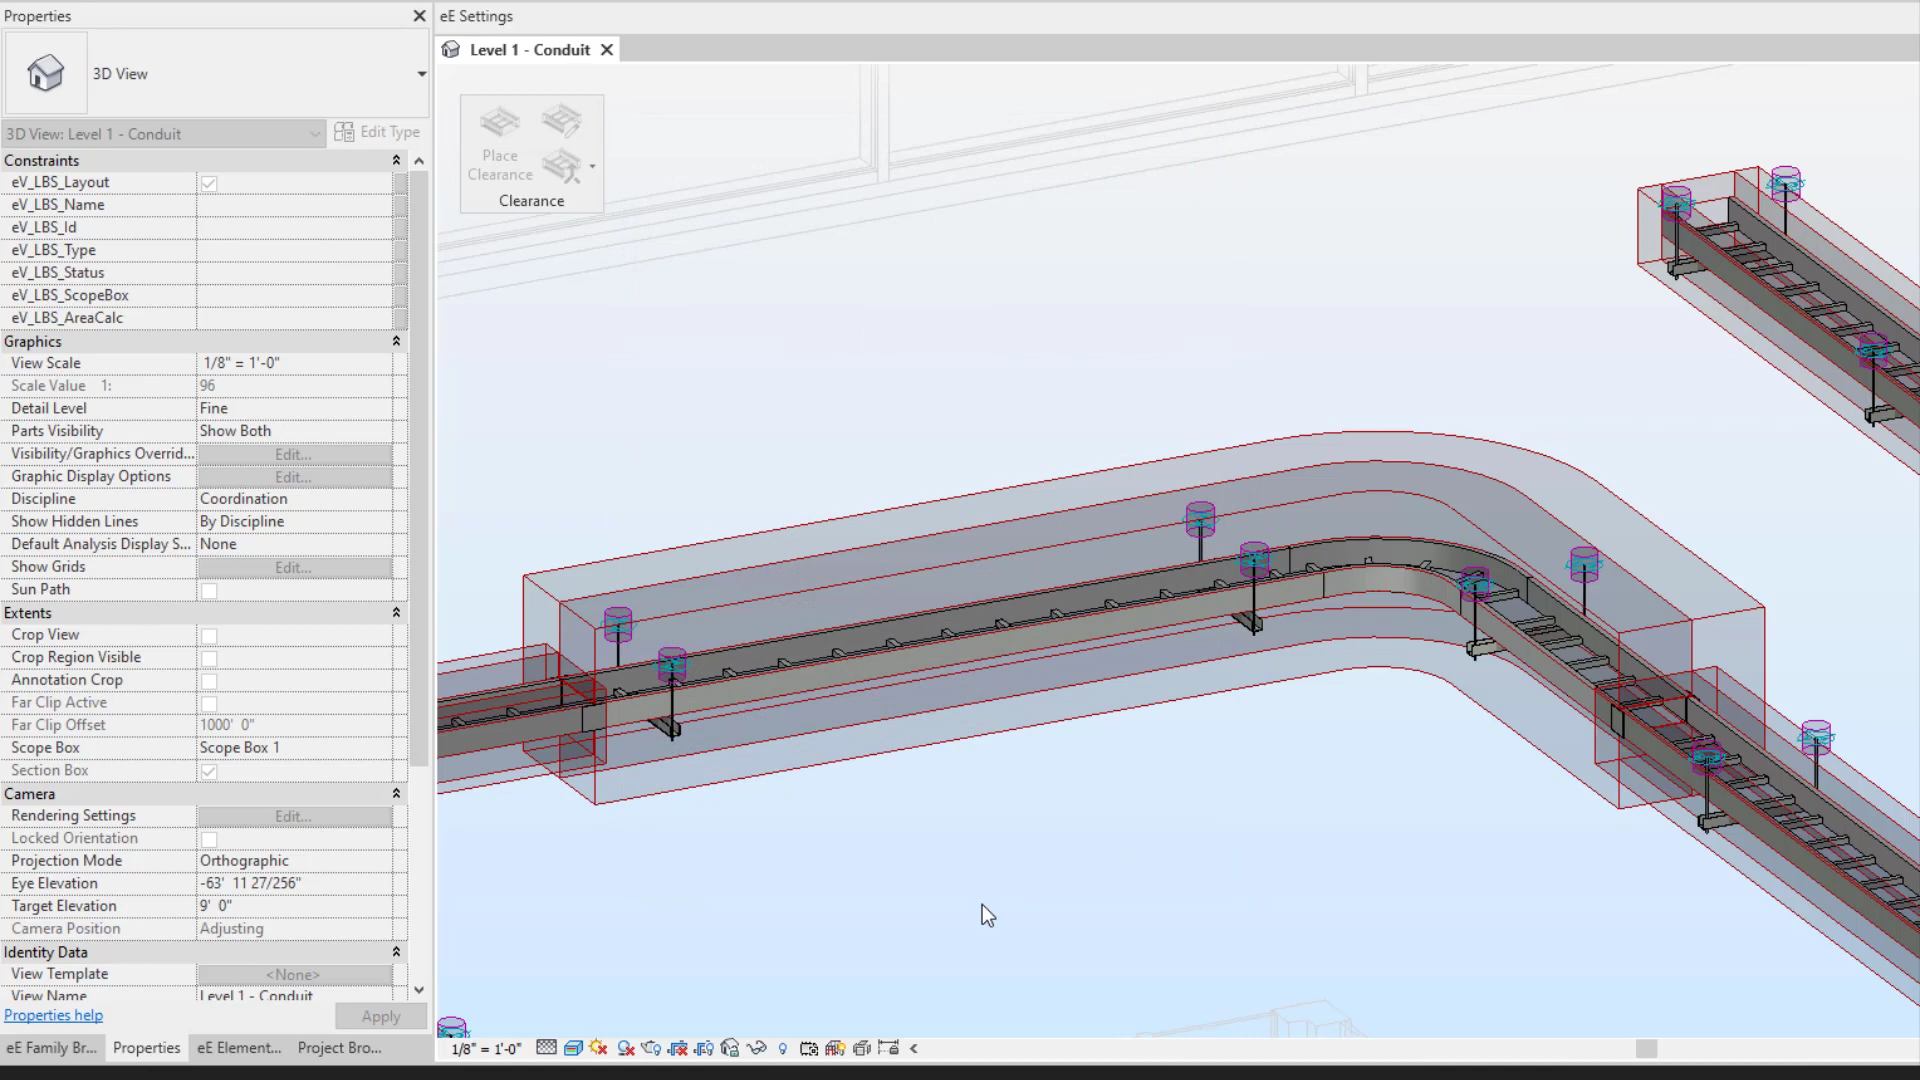 Properties
eE Settings
Level 1 - Conduit
3D View
3D View: Level 1 - Conduit
Edit Type
Place
Clearance
Clearance
Constraints
eV_LBS_Layout
eV_LBS_Name
eV_LBS_Id
eV_LBS_Type
eV_LBS_Status
eV_LBS_ScopeBox
eV_LBS_AreaCalc
Graphics
View Scale 1/8" = 1'-0"
Scale Value 1: 96
Detail Level Fine
Parts Visibility Show Both
Visibility/Graphics Overrid... Edit...
Graphic Display Options Edit...
Discipline Coordination
Show Hidden Lines By Discipline
Default Analysis Display S... None
Show Grids Edit...
Sun Path
Extents
Crop View
Crop Region Visible
Annotation Crop
Far Clip Active
Far Clip Offset 1000' 0"
Scope Box Scope Box 1
Section Box
Camera
Rendering Settings Edit...
Locked Orientation
Projection Mode Orthographic
Eye Elevation -63' 11 27/256"
Target Elevation 9' 0"
Camera Position Adjusting
Identity Data
View Template <None>
View Name Level 1 - Conduit
Properties help
Apply
eE Family Br... Properties eE Element... Project Bro...
1/8" = 1'-0"